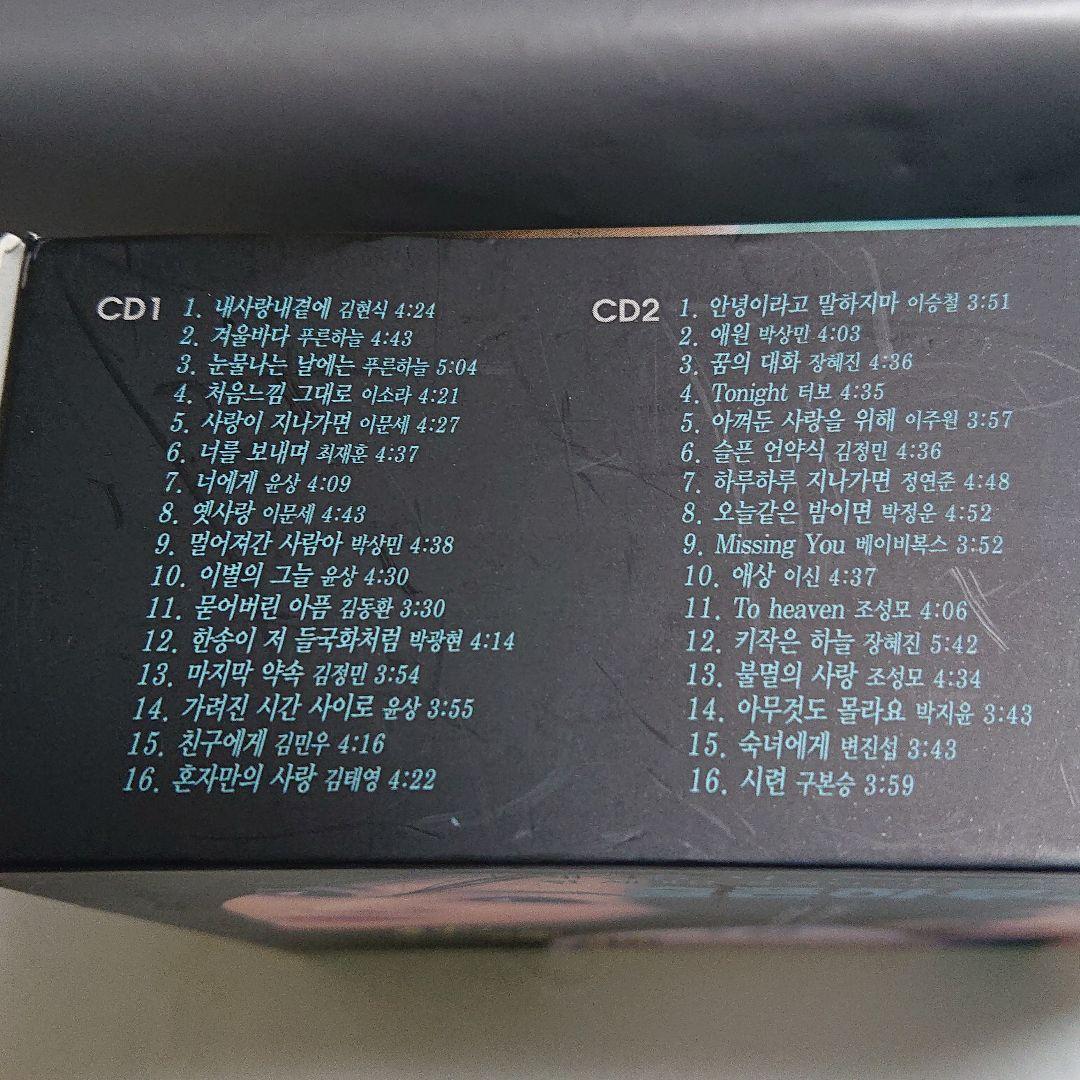 CD1
1. 내사랑내곁에 김현식 4:24
2. 겨울바다 푸른하늘 4:43
3. 눈물나는 날에는 푸른하늘 5:04
4. 처음느낌 그대로 이소라 4:21
5. 사랑이 지나가면 이문세 4:27
6. 너를 보내며 최재훈 4:37
7. 너에게 윤상 4:09
8. 옛사랑 이문세 4:43
9. 멀어져간 사람아 박상민 4:38
10. 이별의 그늘 윤상 4:30
11. 묻어버린 아픔 김동환 3:30
12. 한송이 저 들국화처럼 박광현 4:14
13. 마지막 약속 김정민 3:54
14. 가려진 시간 사이로 윤상 3:55
15. 친구에게 김민우 4:16
16. 혼자만의 사랑 김태영 4:22
CD2
1. 안녕이라고 말하지마 이승철 3:51
2. 애원 박상민 4:03
3. 꿈의 대화 장혜진 4:36
4. Tonight 터보 4:35
5. 아껴둔 사랑을 위해 이주원 3:57
6. 슬픈 언약식 김정민 4:36
7. 하루하루 지나가면 정연준 4:48
8. 오늘같은 밤이면 박정운 4:52
9. Missing You 베이비복스 3:52
10. 애상 이신 4:37
11. To heaven 조성모 4:06
12. 키작은 하늘 장혜진 5:42
13. 불멸의 사랑 조성모 4:34
14. 아무것도 몰라요 박지윤 3:43
15. 숙녀에게 변진섭 3:43
16. 시련 구본승 3:59